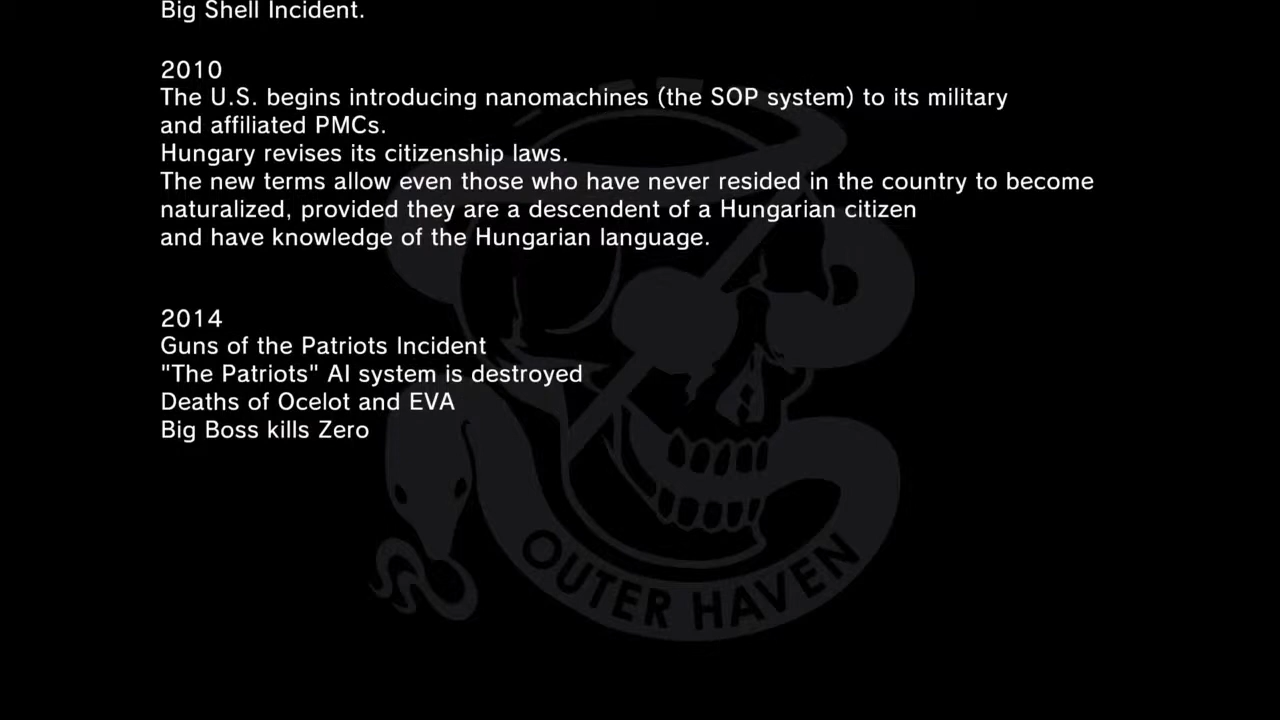 Big Shell Incident.
2010
The U.S. begins introducing nanomachines (the SOP system) to its military
and affiliated PMCs.
Hungary revises its citizenship laws.
The new terms allow even those who have never resided in the country to become
naturalized, provided they are a descendent of a Hungarian citizen
and have knowledge of the Hungarian language.
2014
Guns of the Patriots Incident
"The Patriots" AI system is destroyed
Deaths of Ocelot and EVA
Big Boss kills Zero
OUTER HAVEN